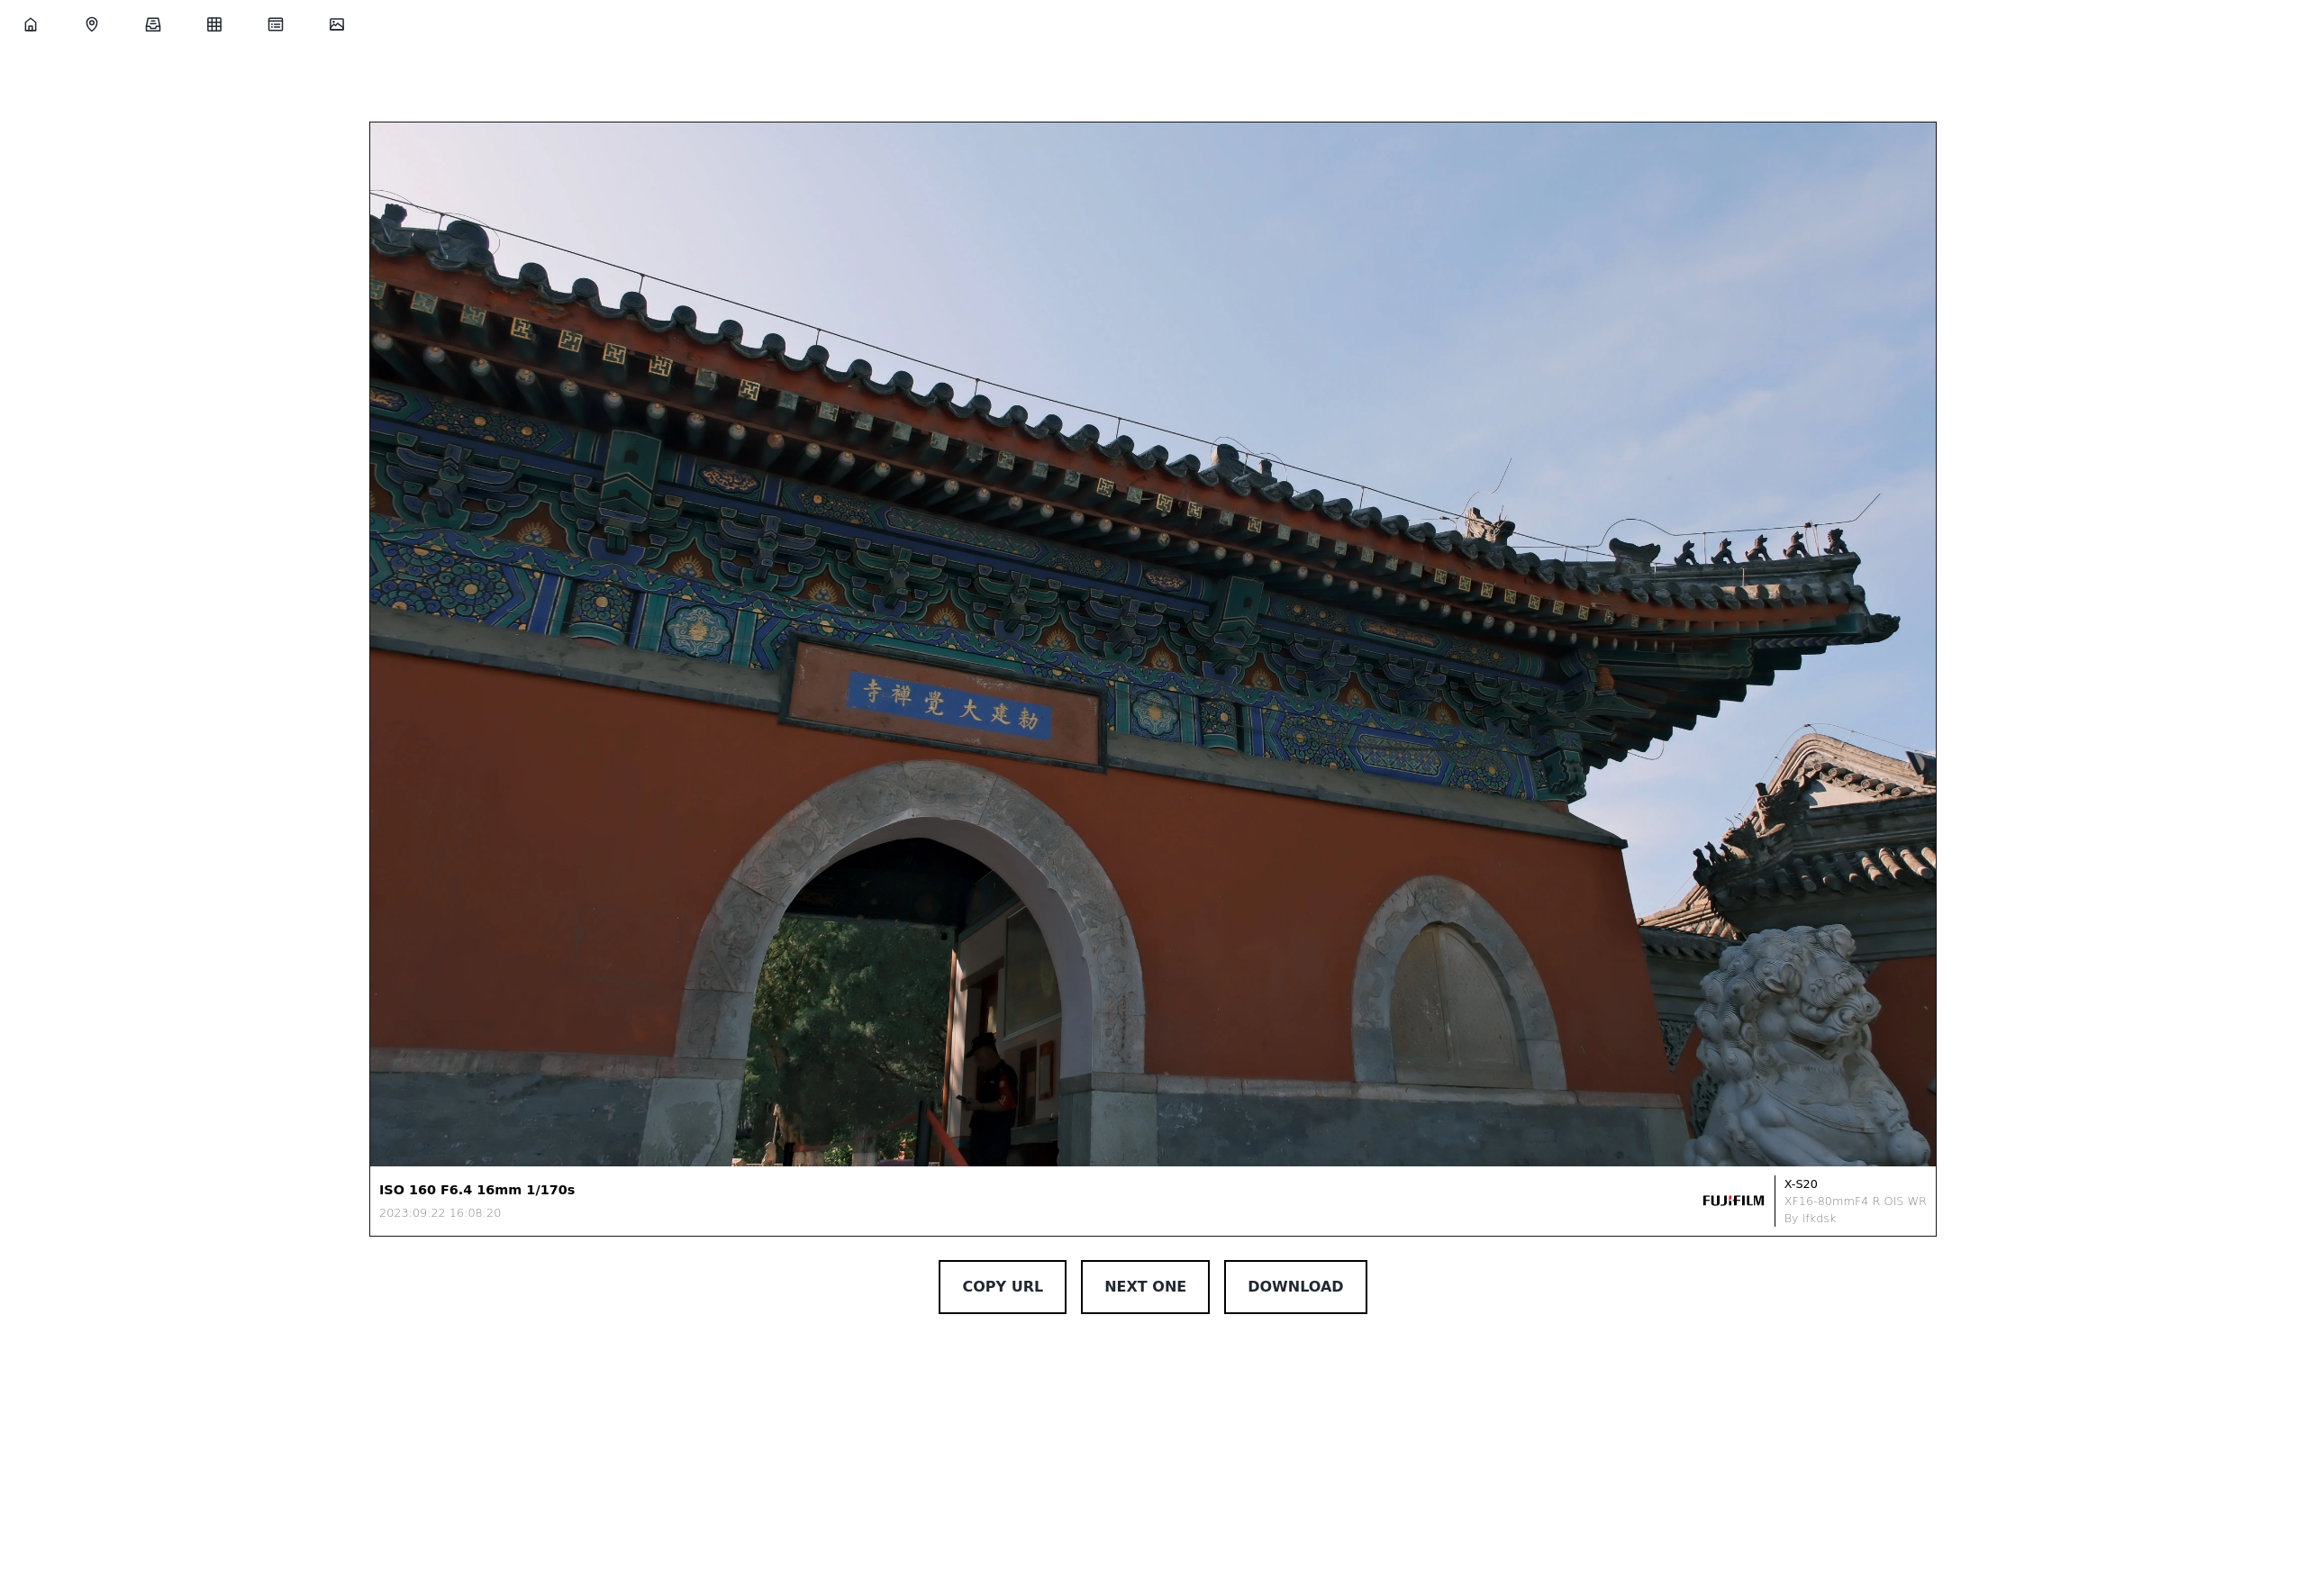 寺禅覺大建勅
ISO 160 F6.4 16mm 1/170s
2023:09:22 16:08:20
FUJIFILM
X-S20
XF16-80mmF4 R OIS WR
By lfkdsk
COPY URL
NEXT ONE
DOWNLOAD